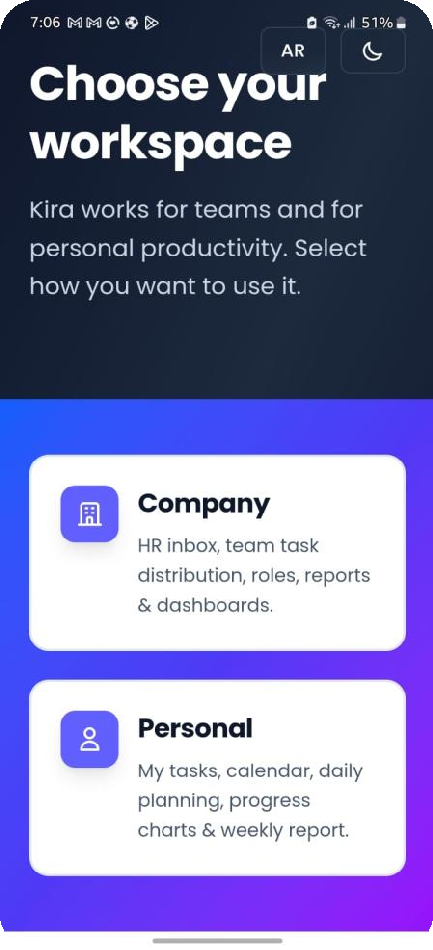 7:06
51%
AR
Choose your
workspace
Kira works for teams and for
personal productivity. Select
how you want to use it.
Company
HR inbox, team task
distribution, roles, reports
& dashboards.
Personal
My tasks, calendar, daily
planning, progress
charts & weekly report.